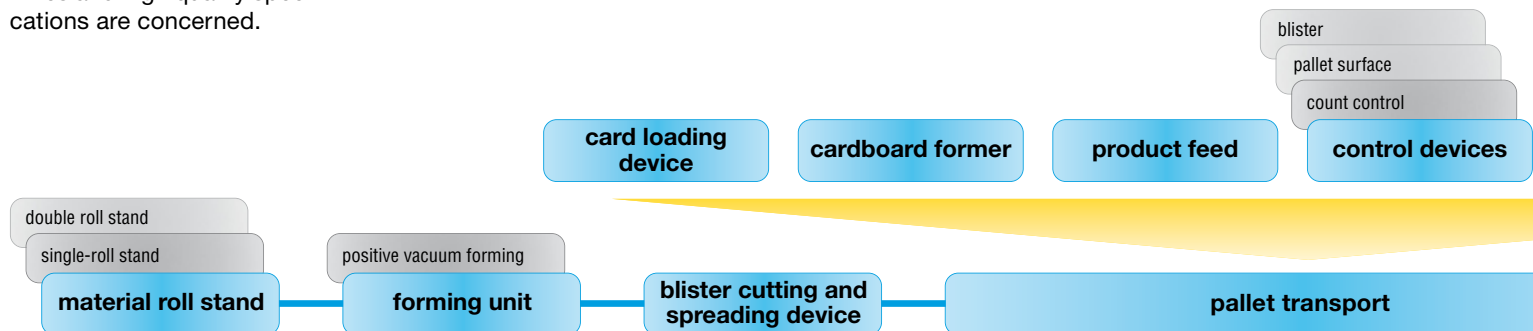 cations are concerned.
blister
pallet surface
count control
card loading
device
cardboard former
product feed
control devices
double roll stand
single-roll stand
positive vacuum forming
material roll stand
forming unit
blister cutting and
spreading device
pallet transport